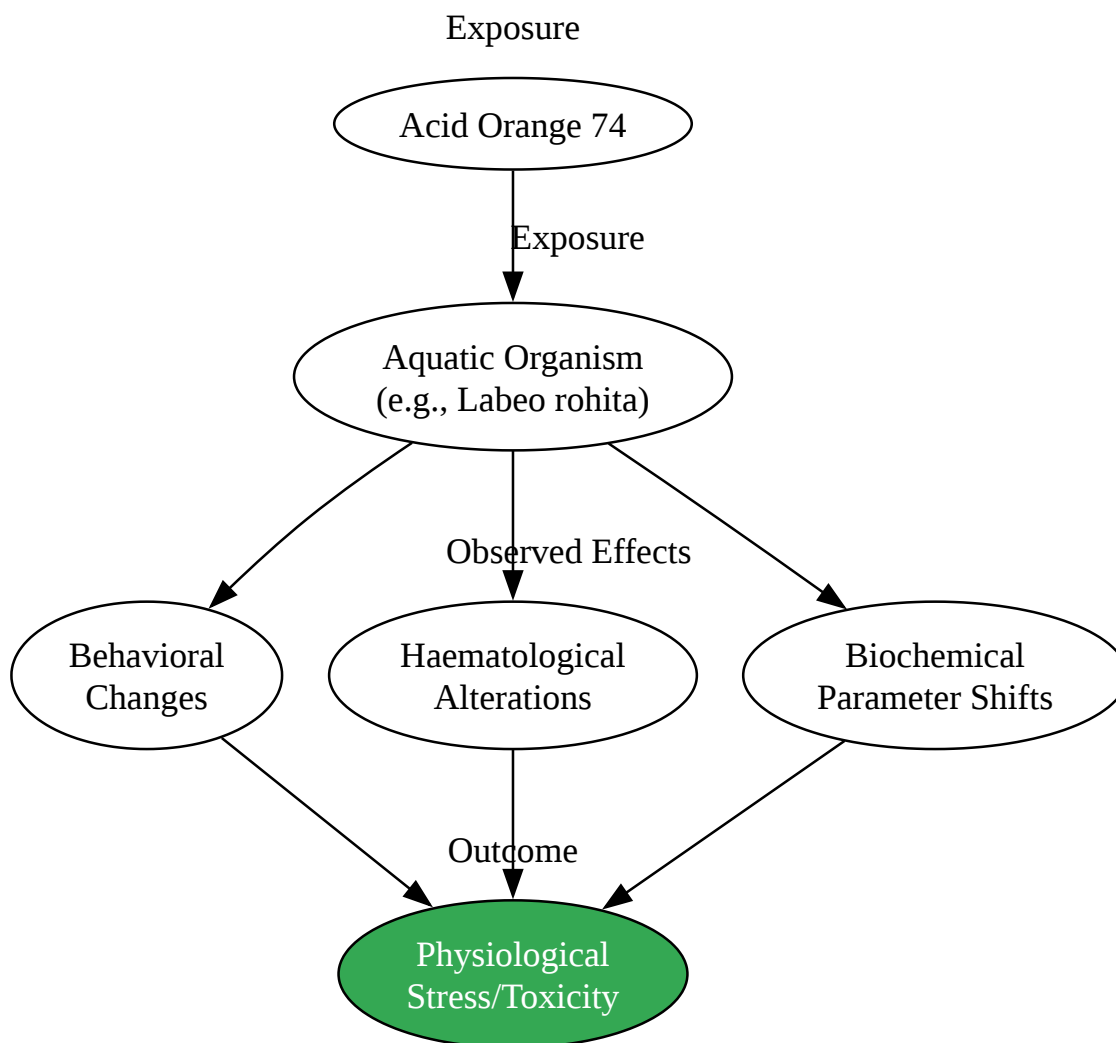 Exposure
Acid Orange 74
Exposure
Aquatic Organism
(e.g., Labeo rohita)
Observed Effects
Behavioral
Changes
Haematological
Alterations
Biochemical
Parameter Shifts
Outcome
Physiological
Stress/Toxicity